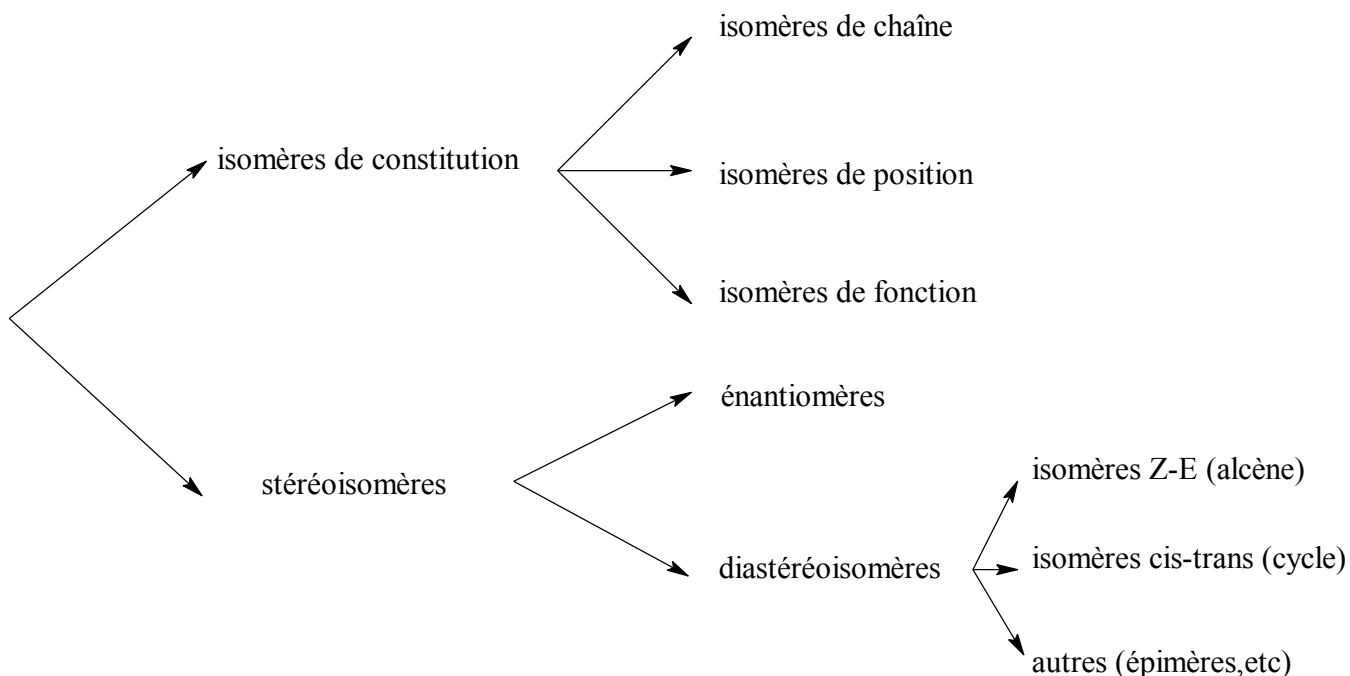 isomères de chaîne
isomères de constitution
isomères de position
isomères de fonction
énantiomères
stéréoisomères
isomères Z-E (alcène)
diastéréoisomères
isomères cis-trans (cycle)
autres (épimères,etc)